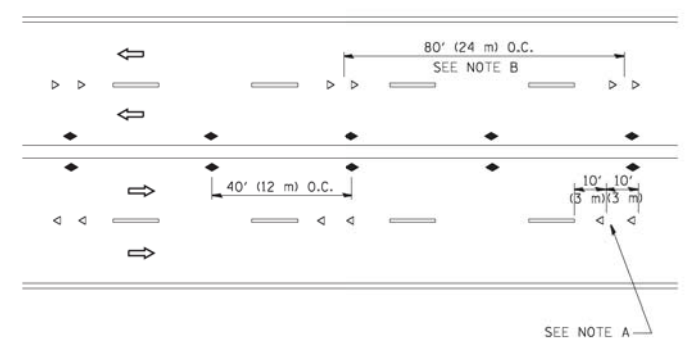 80' (24 m) O.C.
SEE NOTE B
40' (12 m) O.C.
10' 10'
(3 m) (3 m)
SEE NOTE A